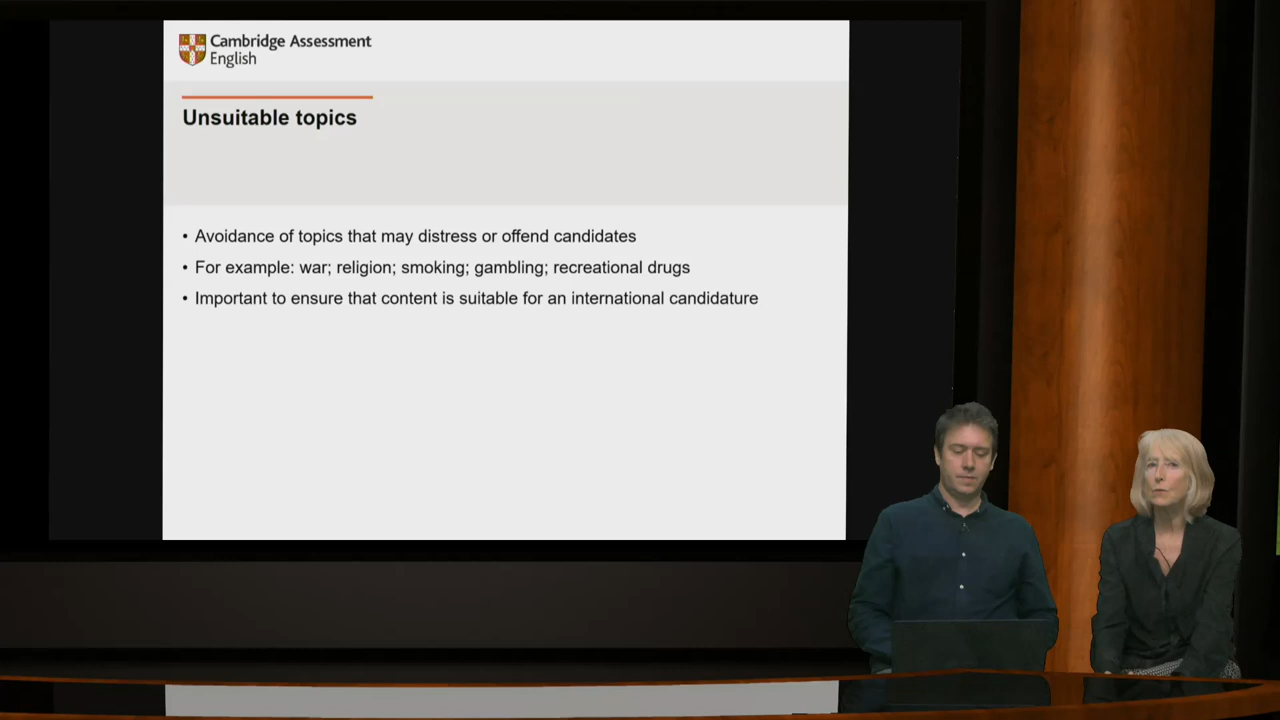 Cambridge Assessment
English
Unsuitable topics
• Avoidance of topics that may distress or offend candidates
• For example: war; religion; smoking; gambling; recreational drugs
• Important to ensure that content is suitable for an international candidature